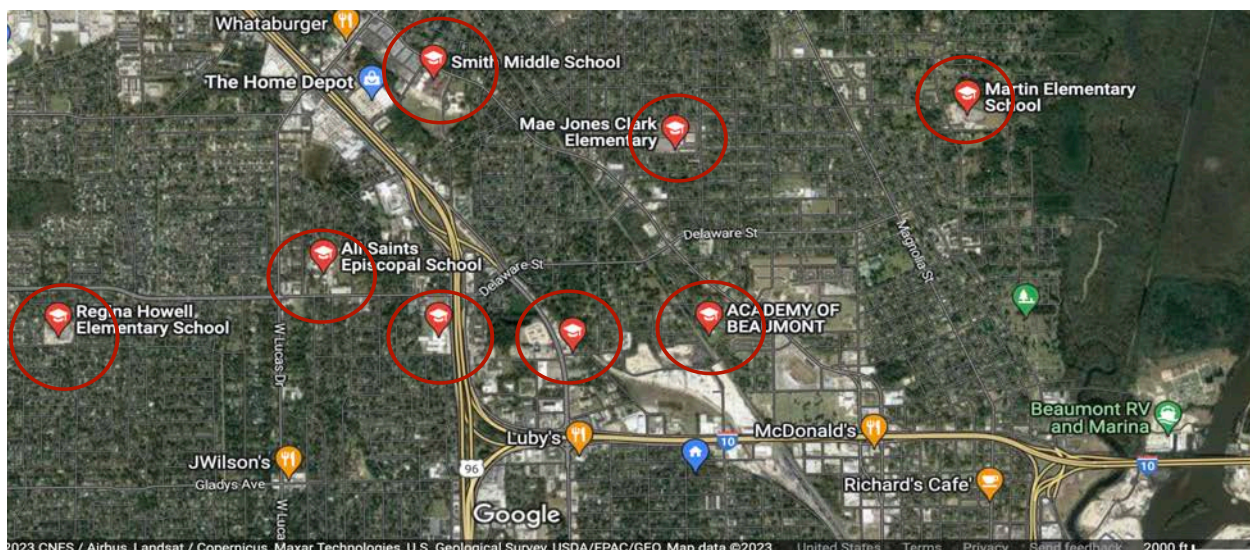 Whataburger
Smith Middle School
The Home Depot
Martin Elementary
School
Mae Jones Clark
Elementary
Delaware St
Magnolia St
All Saints
Episcopal School
Delaware St
Regina Howell
Elementary School
ACADEMY OF
BEAUMONT
W Lucas Dr
Beaumont RV
and Marina
Luby's
10
McDonald's
JWilson's
96
10
Gladys Ave
Richard's Cafe'
W Luca
Google
2023 CNES / Airbus, Landsat / Copernicus, Maxar Technologies, U.S. Geological Survey, USDA/FPAC/GEO, Map data ©2023 United States Terms Privacy Send feedback 2000 ft